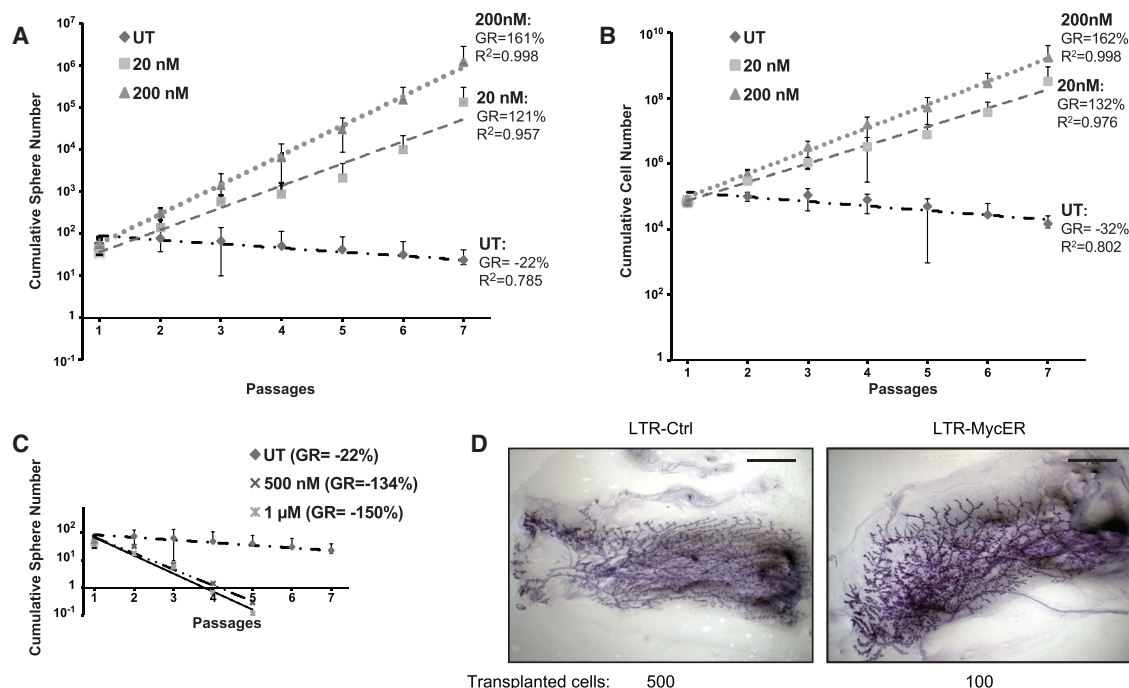 A
10⁷
10⁶
10⁵
10⁴
10³
10²
10¹
1
10⁻¹
Cumulative Sphere Number
UT
20 nM
200 nM
200nM:
GR=161%
R²=0.998
20 nM:
GR=121%
R²=0.957
UT:
GR= -22%
R²=0.785
1 2 3 4 5 6 7
Passages
B
10¹⁰
10⁸
10⁶
10⁴
10²
1
Cumulative Cell Number
UT
20 nM
200 nM
200nM
GR=162%
R²=0.998
20nM:
GR=132%
R²=0.976
UT:
GR= -32%
R²=0.802
1 2 3 4 5 6 7
Passages
C
UT (GR= -22%)
500 nM (GR=-134%)
1 µM (GR= -150%)
10²
10¹
1
10⁻¹
Cumulative Sphere Number
1 2 3 4 5 6 7
Passages
D
LTR-Ctrl
LTR-MycER
Transplanted cells: 500 100